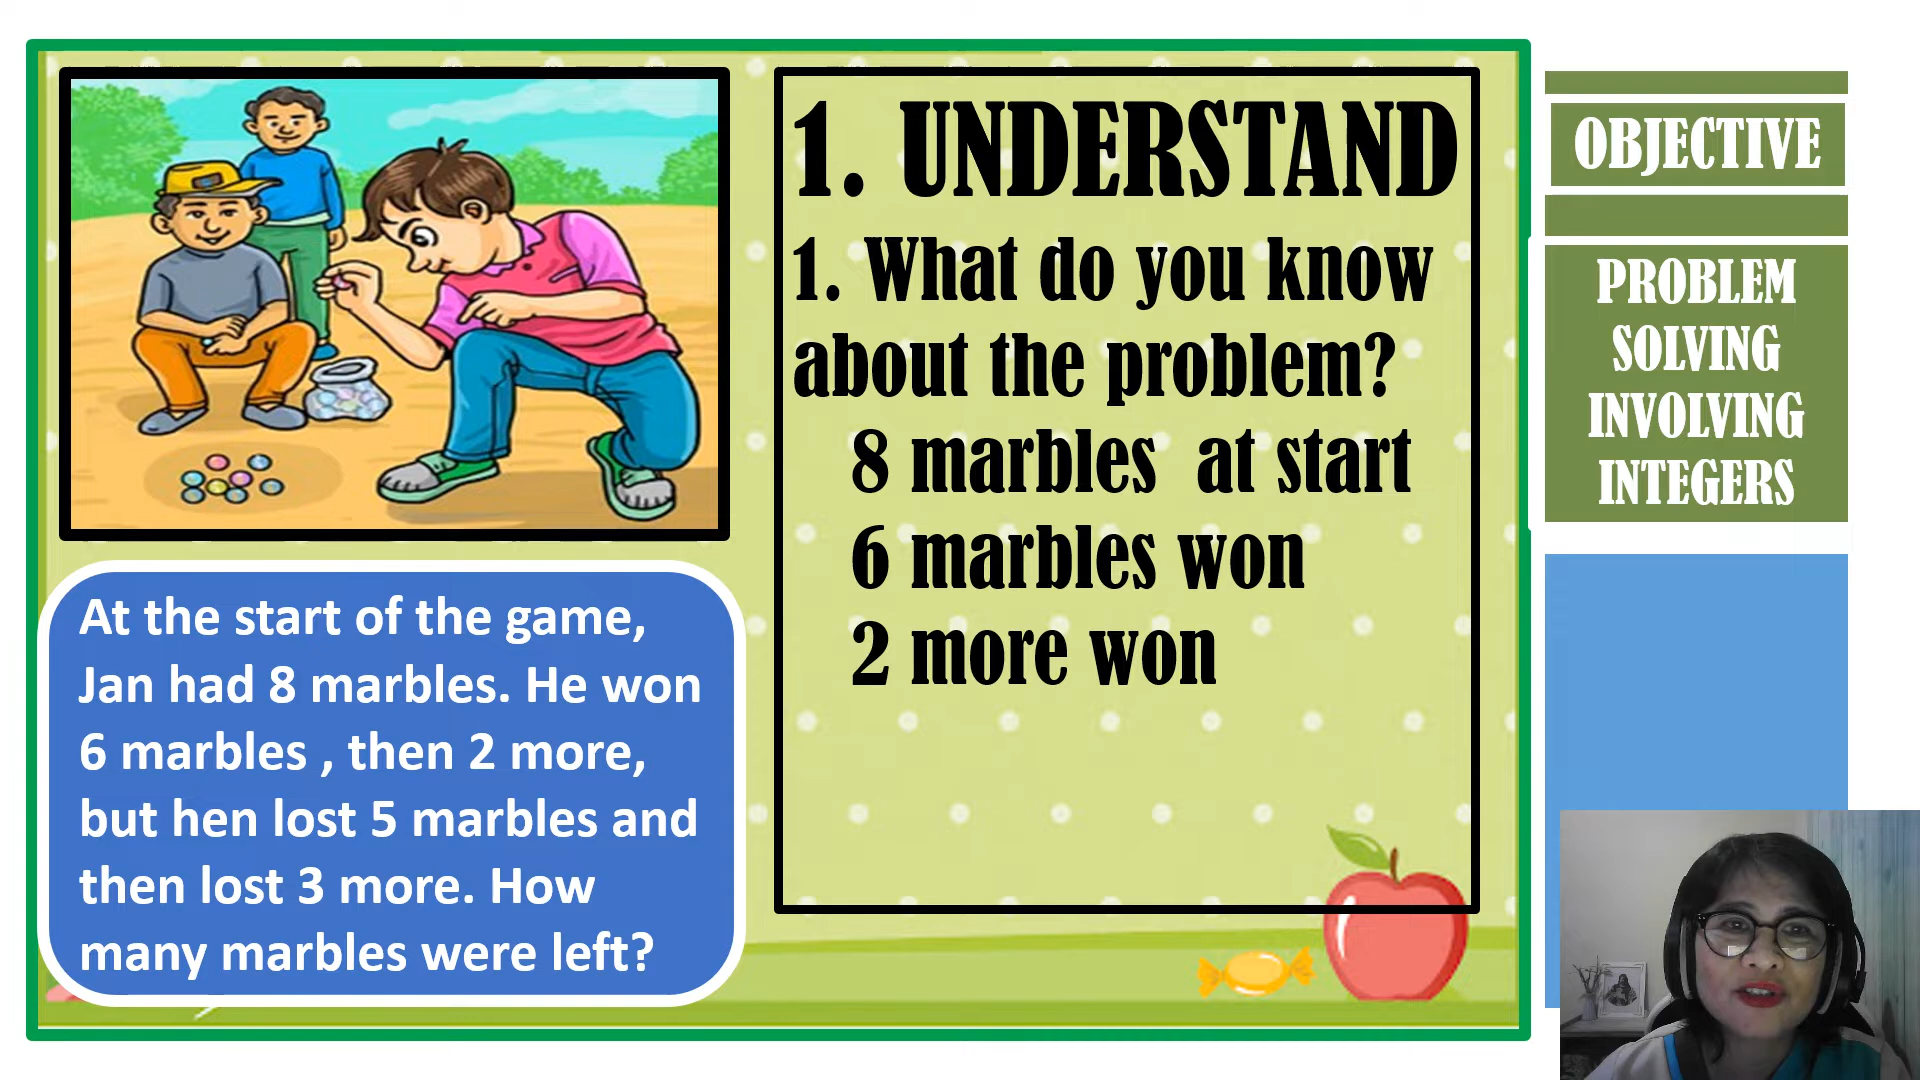 1. UNDERSTAND
1. What do you know
about the problem?
8 marbles at start
6 marbles won
2 more won
At the start of the game,
Jan had 8 marbles. He won
6 marbles , then 2 more,
but hen lost 5 marbles and
then lost 3 more. How
many marbles were left?
OBJECTIVE
PROBLEM
SOLVING
INVOLVING
INTEGERS